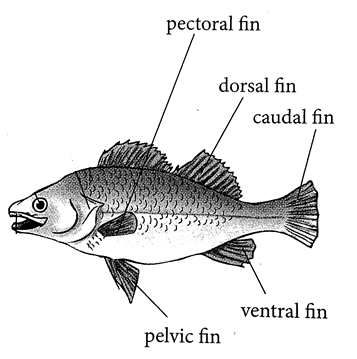 pectoral fin
dorsal fin
caudal fin
ventral fin
pelvic fin